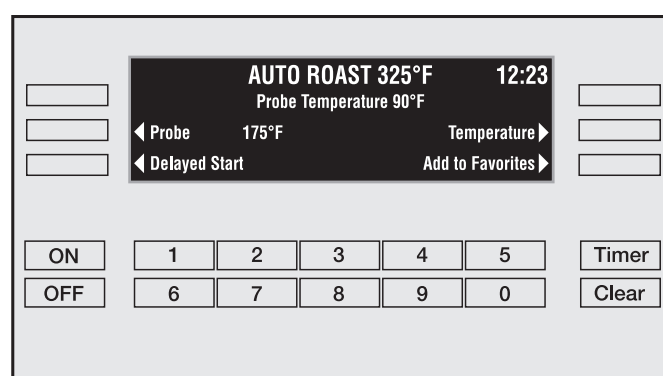 AUTO ROAST 325°F 12:23
Probe Temperature 90°F
Probe 175°F Temperature
Delayed Start Add to Favorites
ON 1 2 3 4 5 Timer
OFF 6 7 8 9 0 Clear